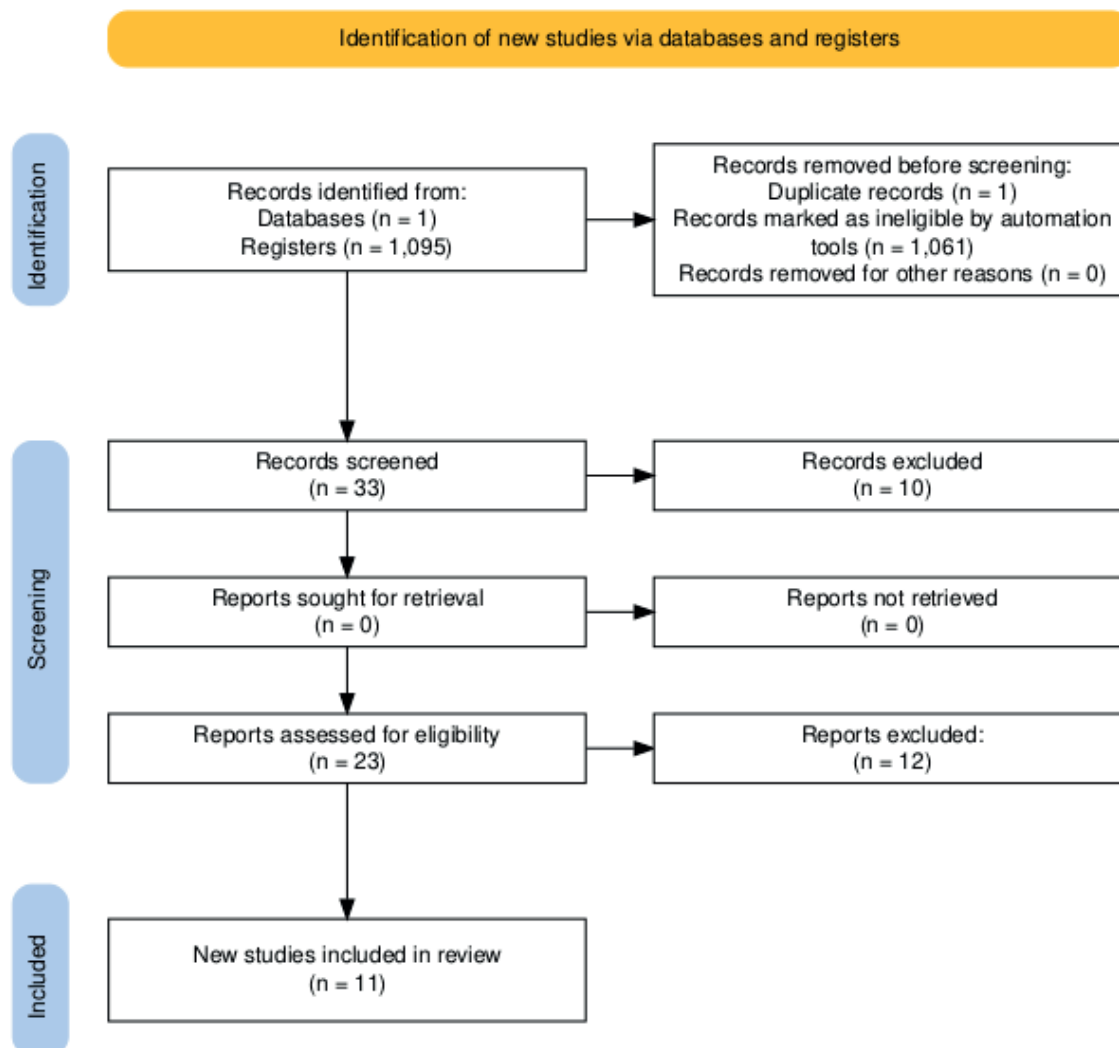 Identification of new studies via databases and registers
Identification
Records identified from:
Databases (n = 1)
Registers (n = 1,095)
Records removed before screening:
Duplicate records (n = 1)
Records marked as ineligible by automation
tools (n = 1,061)
Records removed for other reasons (n = 0)
Screening
Records screened
(n = 33)
Records excluded
(n = 10)
Reports sought for retrieval
(n = 0)
Reports not retrieved
(n = 0)
Reports assessed for eligibility
(n = 23)
Reports excluded:
(n = 12)
Included
New studies included in review
(n = 11)